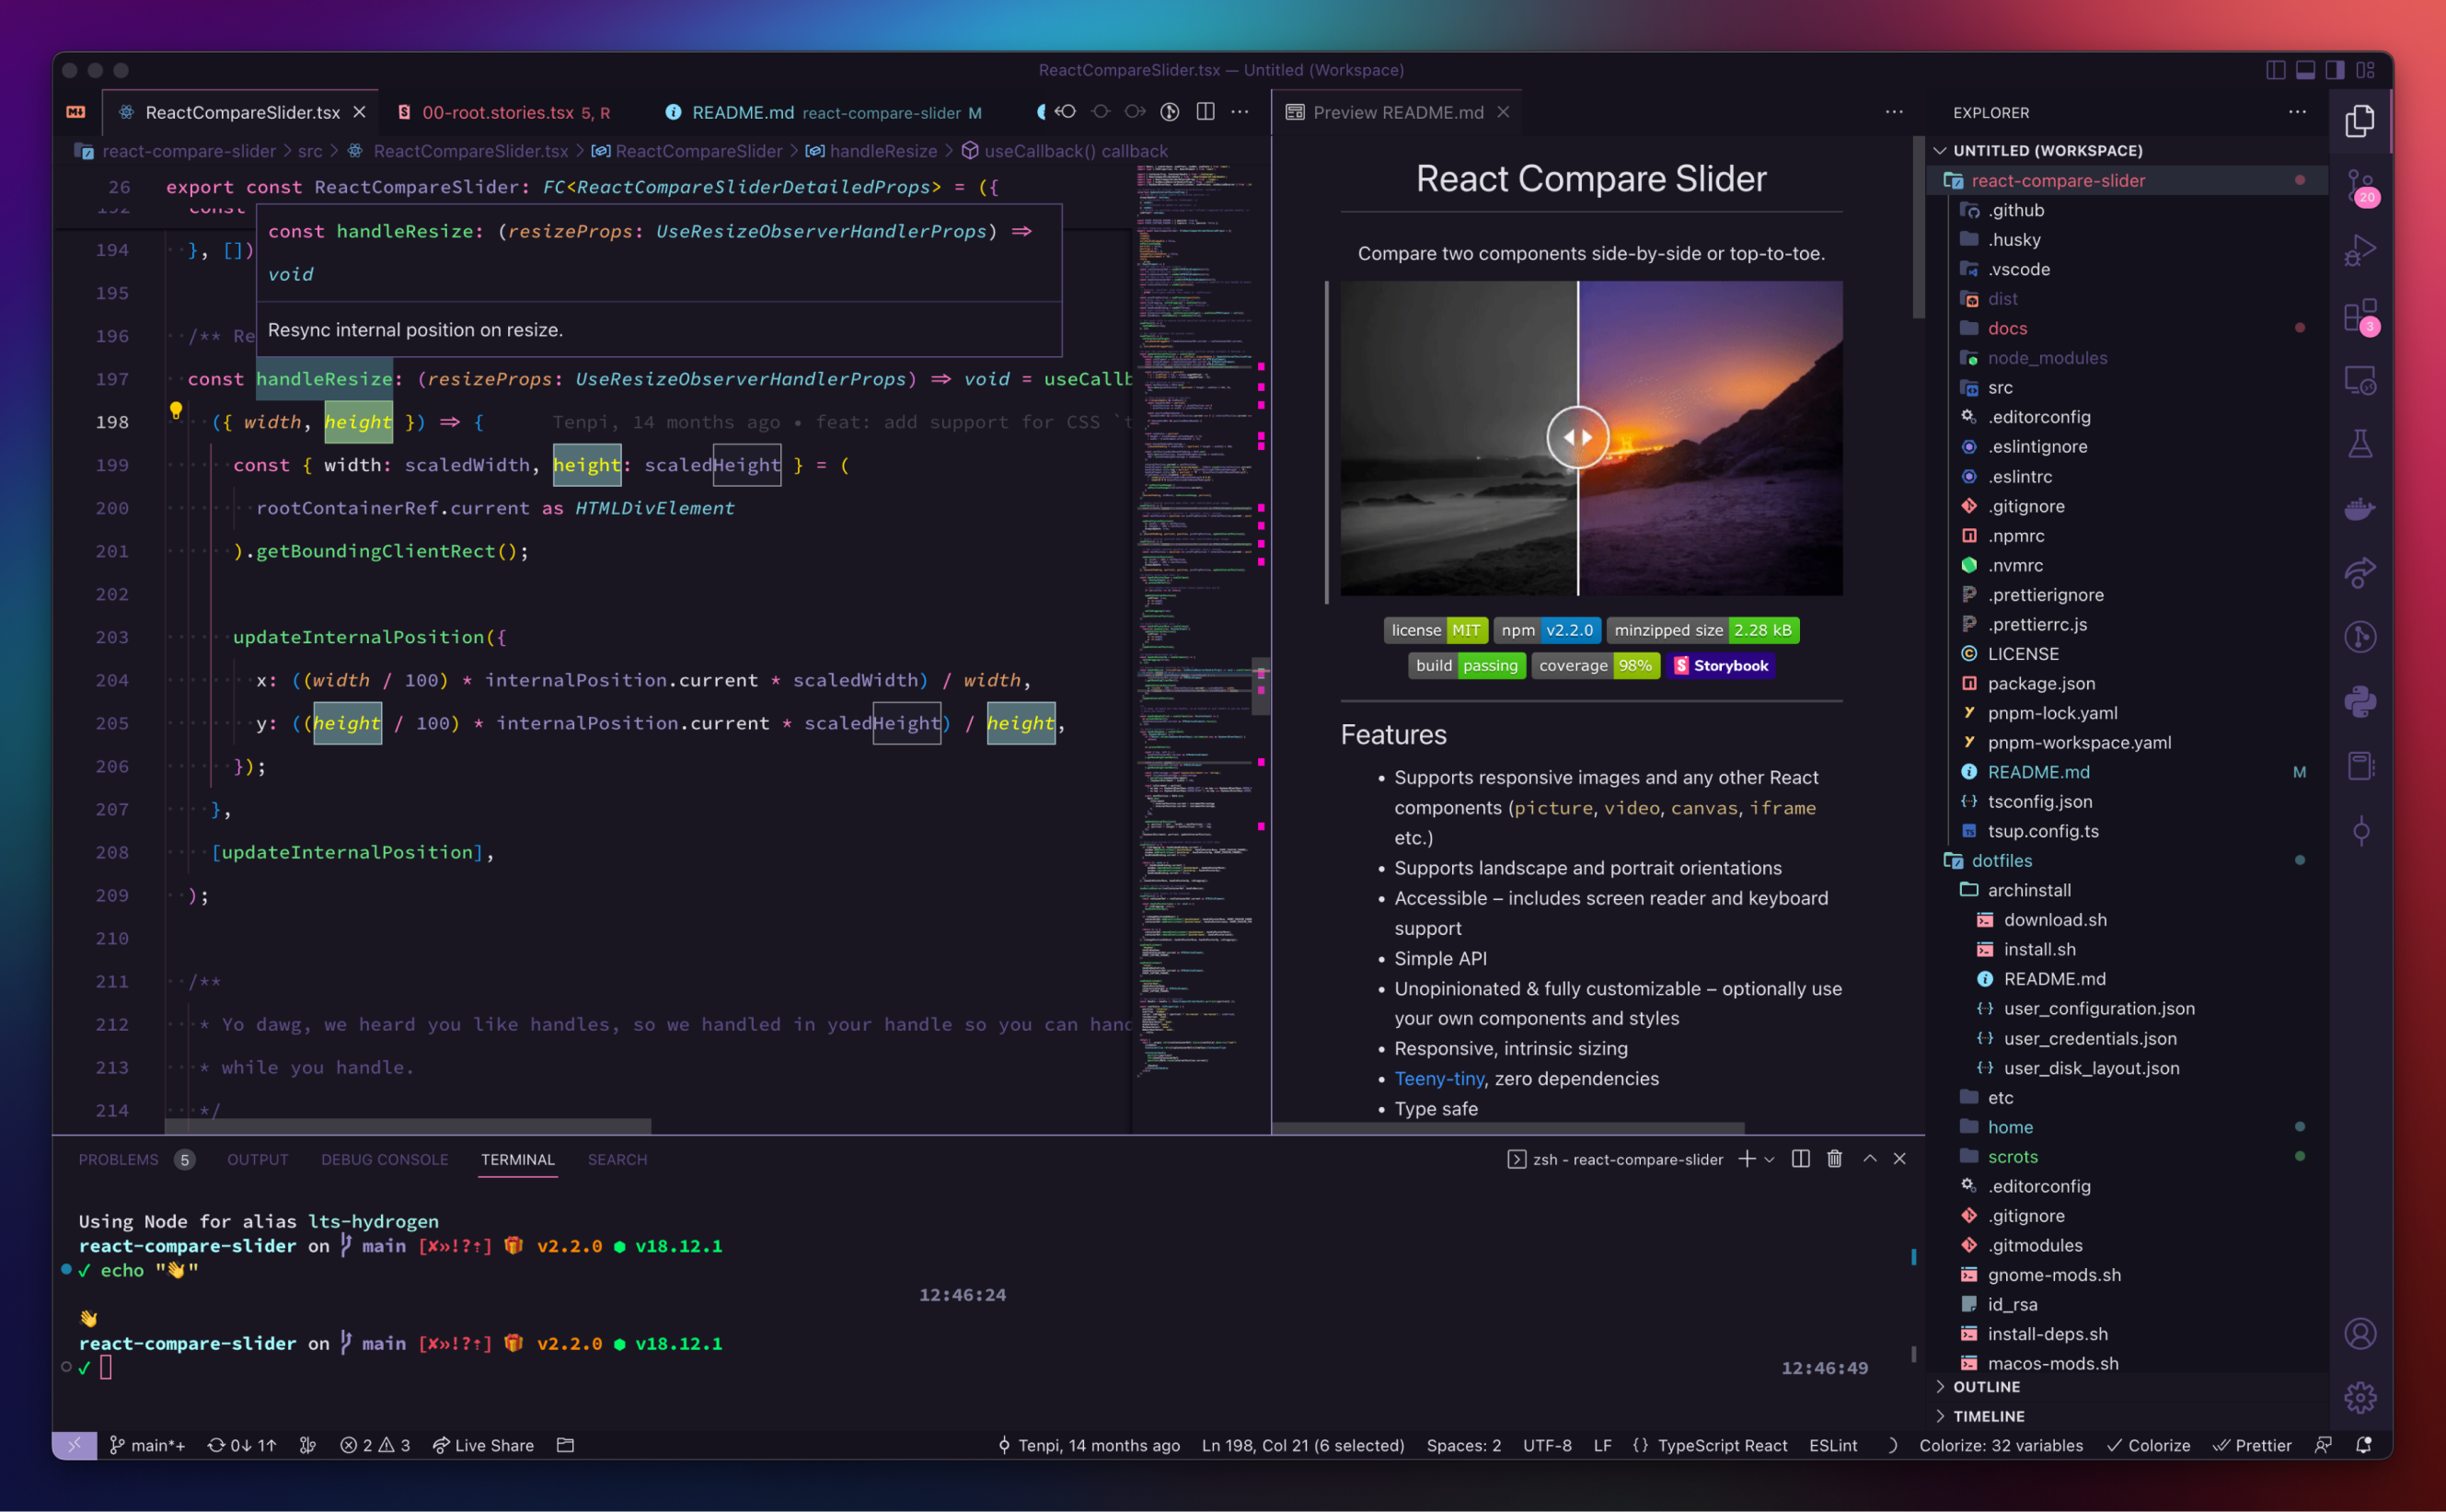 ReactCompareSlider.tsx — Untitled (Workspace)
ReactCompareSlider.tsx
00-root.stories.tsx 5, R
README.md react-compare-slider M
react-compare-slider > src > ReactCompareSlider.tsx > ReactCompareSlider > handleResize > useCallback() callback
26 export const ReactCompareSlider: FC<ReactCompareSliderDetailedProps> = ({
192 const
const handleResize: (resizeProps: UseResizeObserverHandlerProps) ⇒
void
Resync internal position on resize.
194 }, [])
195
196 /** Re
197 const handleResize: (resizeProps: UseResizeObserverHandlerProps) ⇒ void = useCallb
198 ({ width, height }) ⇒ { Tenpi, 14 months ago • feat: add support for CSS `t
199 const { width: scaledWidth, height: scaledHeight } = (
200 rootContainerRef.current as HTMLDivElement
201 ).getBoundingClientRect();
202
203 updateInternalPosition({
204 x: ((width / 100) * internalPosition.current * scaledWidth) / width,
205 y: ((height / 100) * internalPosition.current * scaledHeight) / height,
206 });
207 },
208 [updateInternalPosition],
209 );
210
211 /**
212 * Yo dawg, we heard you like handles, so we handled in your handle so you can hand
213 * while you handle.
214 */
Preview README.md
React Compare Slider
Compare two components side-by-side or top-to-toe.
license MIT npm v2.2.0 minzipped size 2.28 kB
build passing coverage 98% S Storybook
Features
• Supports responsive images and any other React
components (picture, video, canvas, iframe
etc.)
• Supports landscape and portrait orientations
• Accessible – includes screen reader and keyboard
support
• Simple API
• Unopinionated & fully customizable – optionally use
your own components and styles
• Responsive, intrinsic sizing
• Teeny-tiny, zero dependencies
• Type safe
EXPLORER
UNTITLED (WORKSPACE)
react-compare-slider
.github
.husky
.vscode
dist
docs
node_modules
src
.editorconfig
.eslintignore
.eslintrc
.gitignore
.npmrc
.nvmrc
.prettierignore
.prettierrc.js
LICENSE
package.json
pnpm-lock.yaml
pnpm-workspace.yaml
README.md M
tsconfig.json
tsup.config.ts
dotfiles
archinstall
download.sh
install.sh
README.md
user_configuration.json
user_credentials.json
user_disk_layout.json
etc
home
scrots
.editorconfig
.gitignore
.gitmodules
gnome-mods.sh
id_rsa
install-deps.sh
macos-mods.sh
OUTLINE
TIMELINE
20
3
PROBLEMS 5 OUTPUT DEBUG CONSOLE TERMINAL SEARCH
zsh - react-compare-slider
Using Node for alias lts-hydrogen
react-compare-slider on main [✘»!?⇡] 🎁 v2.2.0 ⬢ v18.12.1
✓ echo "👋"
12:46:24
👋
react-compare-slider on main [✘»!?⇡] 🎁 v2.2.0 ⬢ v18.12.1
✓
12:46:49
main*+ 0↓ 1↑ 2 3 Live Share
Tenpi, 14 months ago Ln 198, Col 21 (6 selected) Spaces: 2 UTF-8 LF {} TypeScript React ESLint Colorize: 32 variables ✓ Colorize Prettier